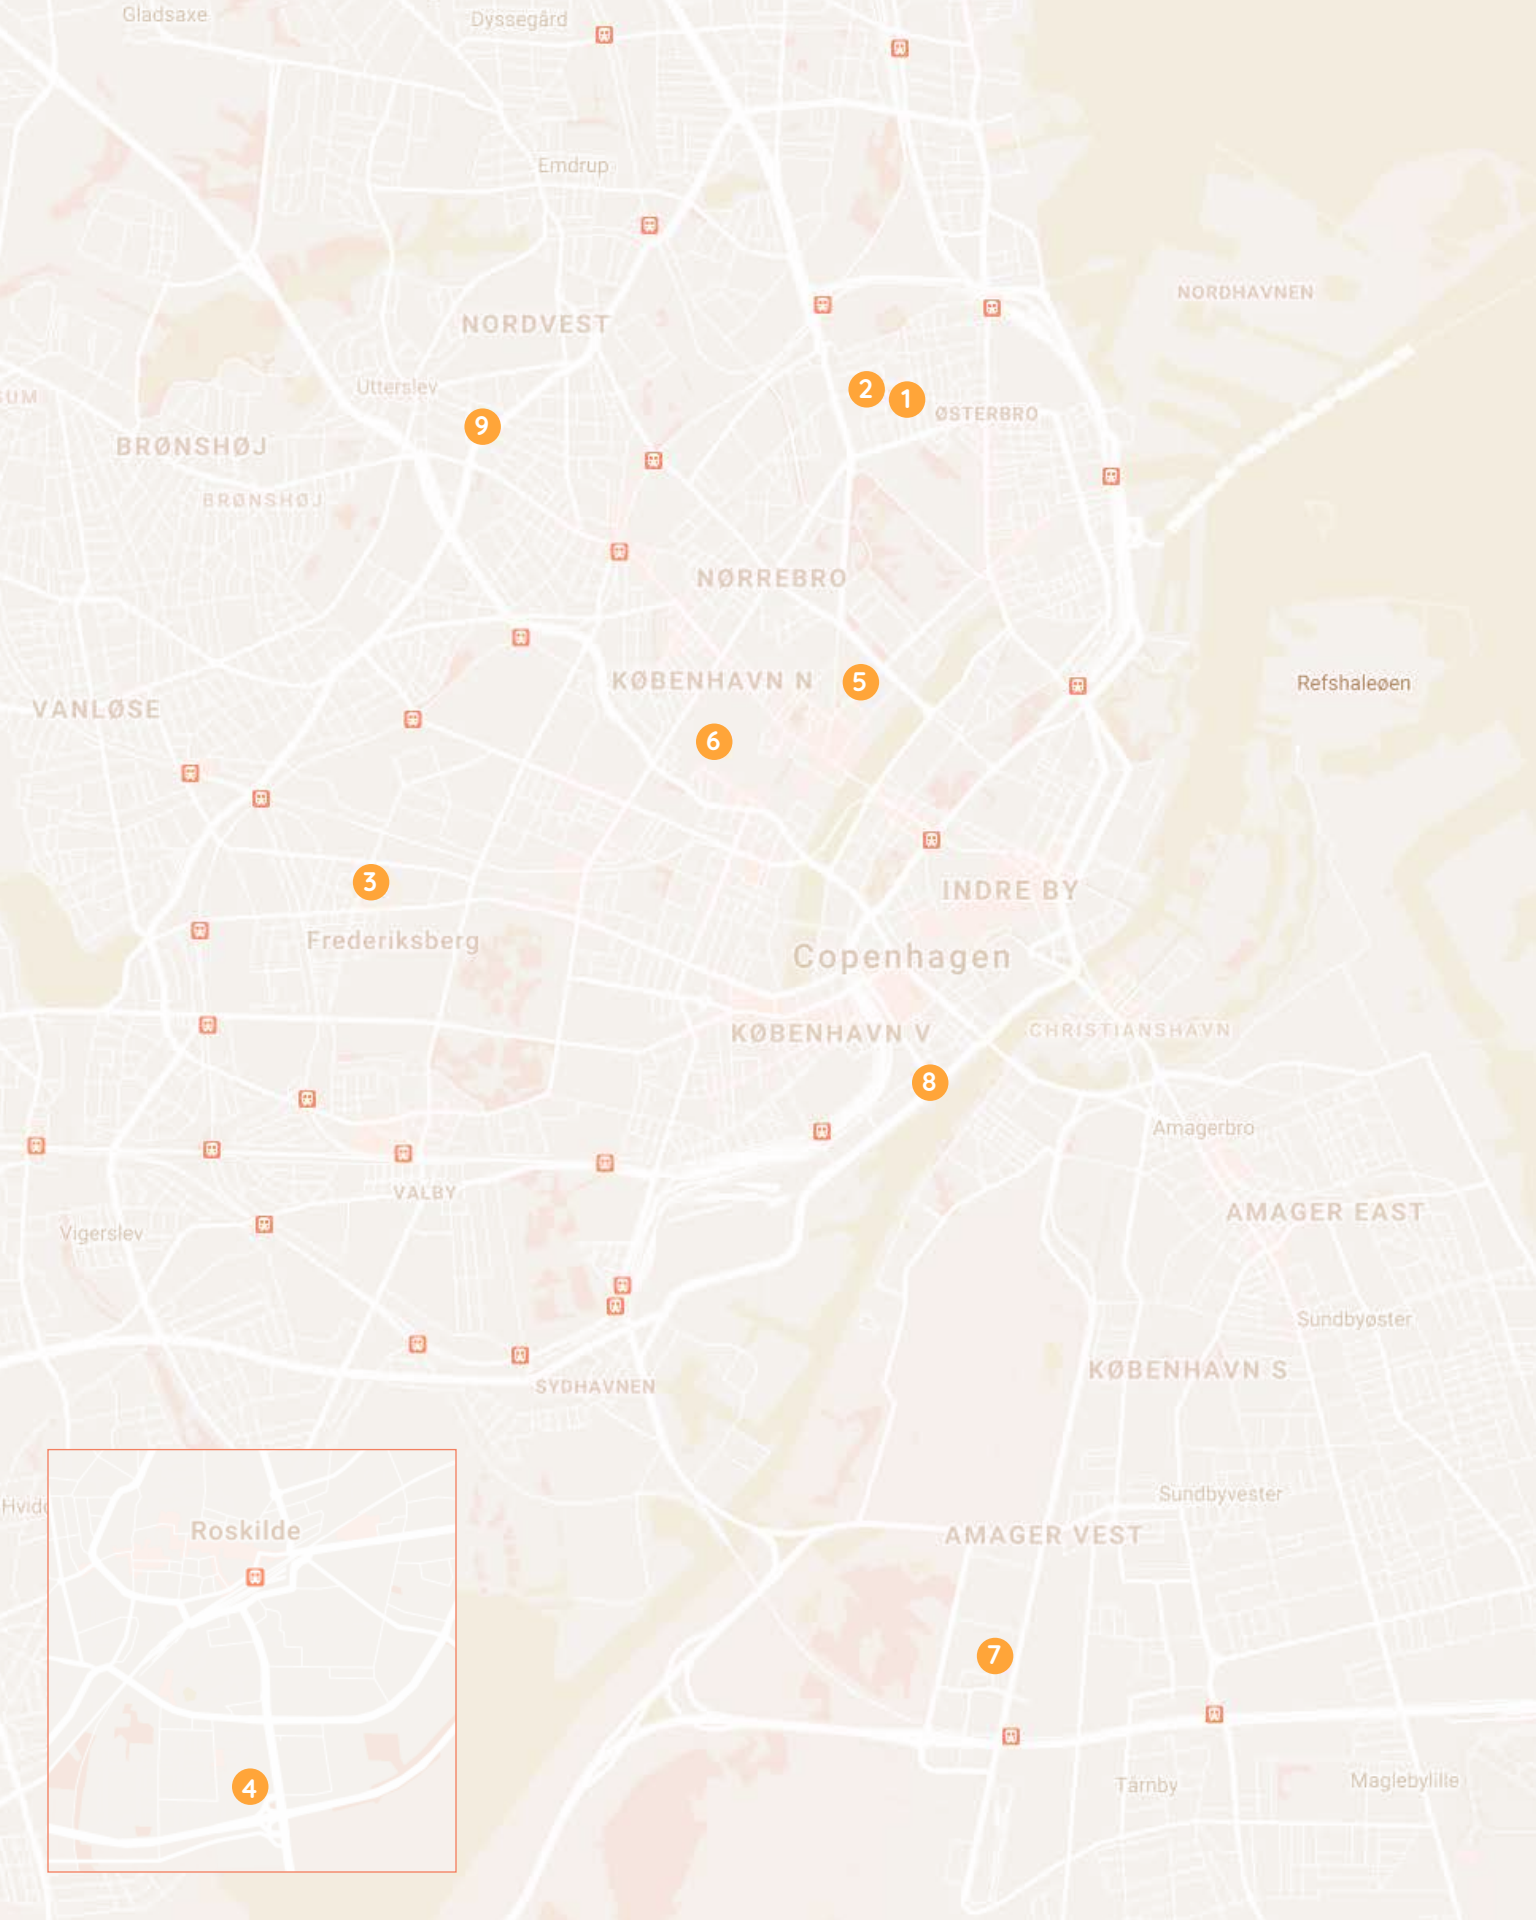 Gladsaxe
Dyssegård
Emdrup
NORDHAVNEN
NORDVEST
Utterslev
2
1
SUM
ØSTERBRO
9
BRØNSHØJ
BRØNSHØJ
NØRREBRO
KØBENHAVN N
5
Refshaleøen
VANLØSE
6
3
INDRE BY
Frederiksberg
Copenhagen
KØBENHAVN V
CHRISTIANSHAVN
8
Amagerbro
VALBY
AMAGER EAST
Vigerslev
Sundbyøster
KØBENHAVN S
SYDHAVNEN
Sundbyvester
Hvido
Roskilde
AMAGER VEST
7
Tårnby
Maglebylille
4